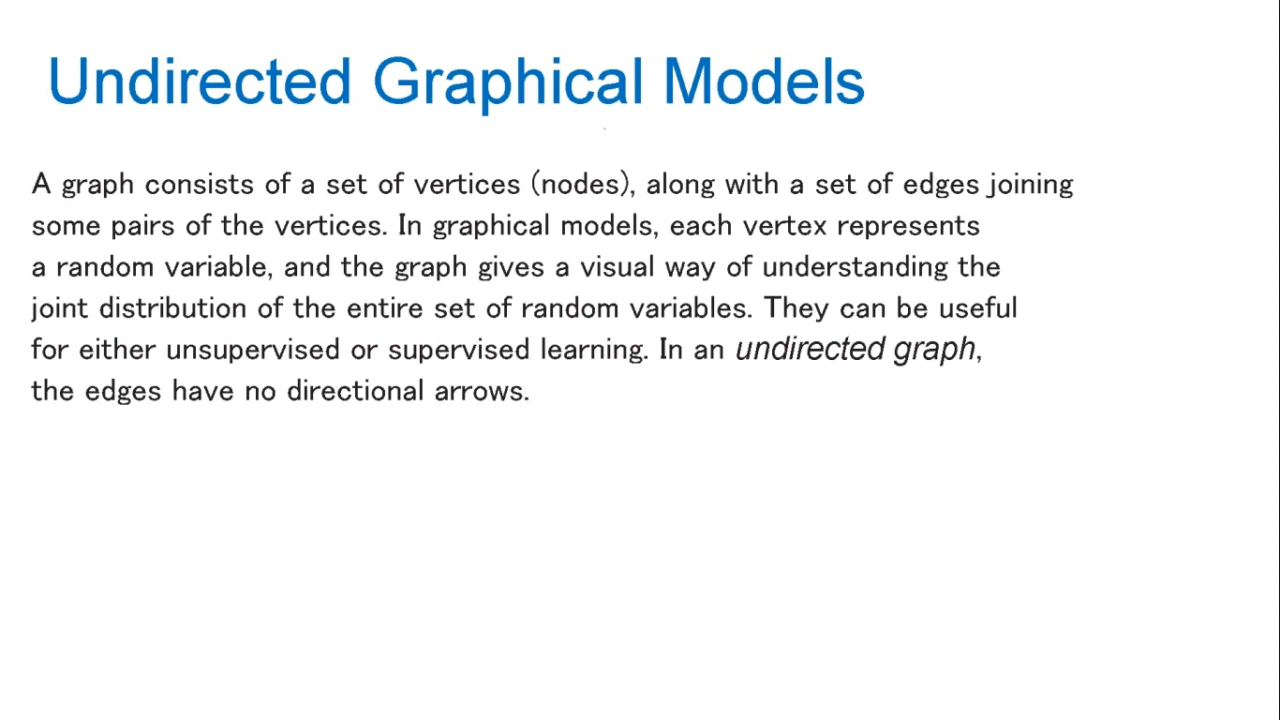 Undirected Graphical Models
A graph consists of a set of vertices (nodes), along with a set of edges joining
some pairs of the vertices. In graphical models, each vertex represents
a random variable, and the graph gives a visual way of understanding the
joint distribution of the entire set of random variables. They can be useful
for either unsupervised or supervised learning. In an undirected graph,
the edges have no directional arrows.